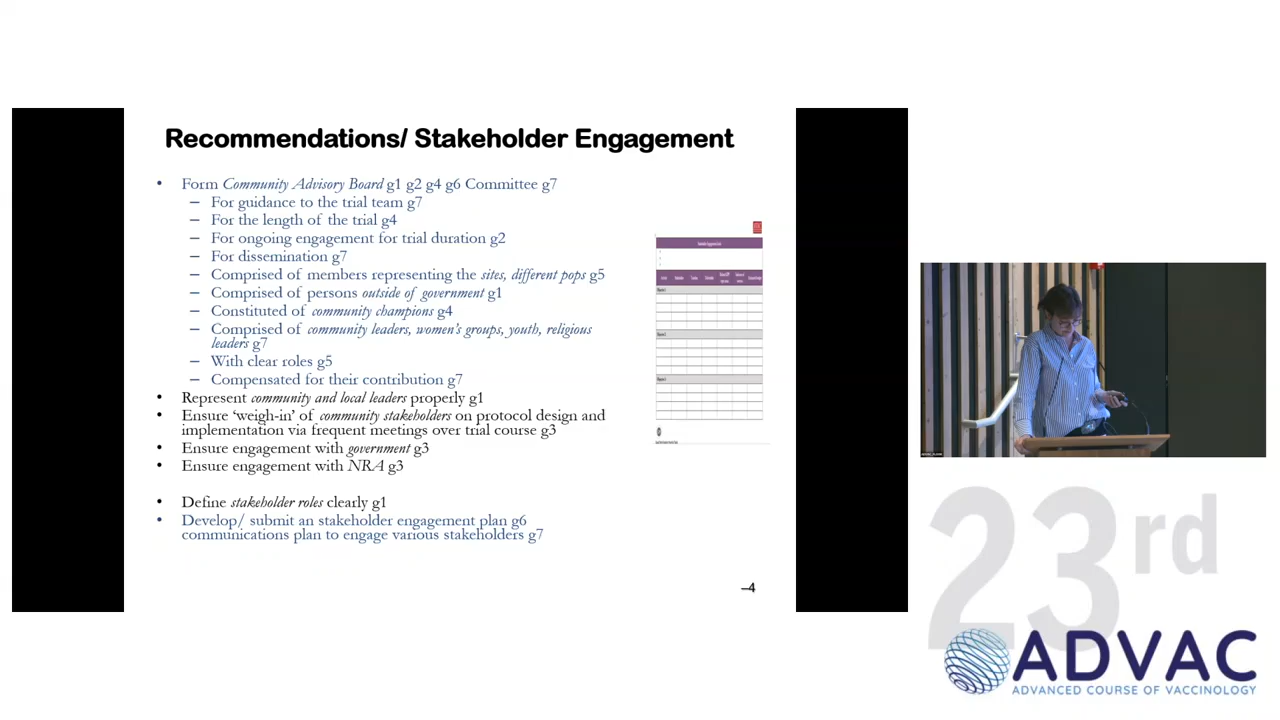 Recommendations/ Stakeholder Engagement
• Form Community Advisory Board g1 g2 g4 g6 Committee g7
– For guidance to the trial team g7
– For the length of the trial g4
– For ongoing engagement for trial duration g2
– For dissemination g7
– Comprised of members representing the sites, different pops g5
– Comprised of persons outside of government g1
– Constituted of community champions g4
– Comprised of community leaders, women's groups, youth, religious
leaders g7
– With clear roles g5
– Compensated for their contribution g7
• Represent community and local leaders properly g1
• Ensure 'weigh-in' of community stakeholders on protocol design and
implementation via frequent meetings over trial course g3
• Ensure engagement with government g3
• Ensure engagement with NRA g3
• Define stakeholder roles clearly g1
• Develop/ submit an stakeholder engagement plan g6
communications plan to engage various stakeholders g7
–4
23rd
ADVAC
ADVANCED COURSE OF VACCINOLOGY